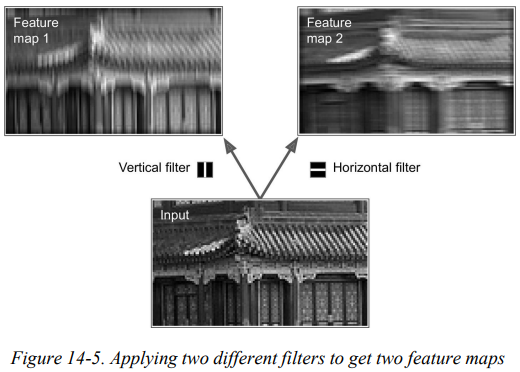 Feature
map 1
Feature
map 2
Vertical filter
Horizontal filter
Input
Figure 14-5. Applying two different filters to get two feature maps